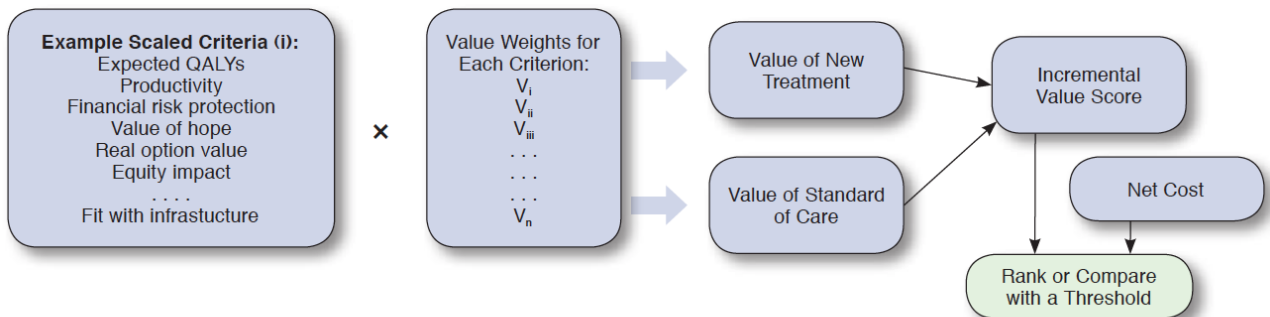 Example Scaled Criteria (i):
Expected QALYs
Productivity
Financial risk protection
Value of hope
Real option value
Equity impact
. . . .
Fit with infrastucture
×
Value Weights for
Each Criterion:
Vi
Vii
Viii
. . .
. . .
. . .
Vn
Value of New
Treatment
Value of Standard
of Care
Incremental
Value Score
Net Cost
Rank or Compare
with a Threshold